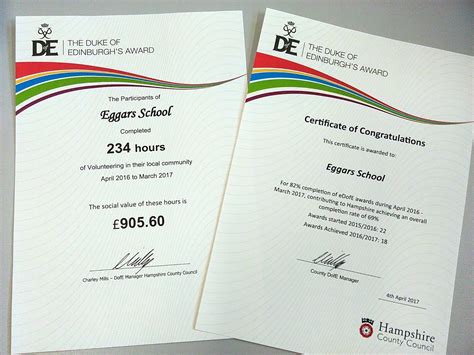 DofE
THE DUKE OF
EDINBURGH'S AWARD
The Participants of
Eggars School
Completed
234 hours
of Volunteering in their local community
April 2016 to March 2017
The social value of these hours is
£905.60
Charley Mills – DofE Manager Hampshire County Council
DofE
THE DUKE OF
EDINBURGH'S AWARD
Certificate of Congratulations
This certificate is awarded to:
Eggars School
For 82% completion of eDofE awards during April 2016 -
March 2017, contributing to Hampshire achieving an overall
completion rate of 69%
Awards started 2015/2016: 22
Awards Achieved 2016/2017: 18
County DofE Manager
4th April 2017
Hampshire
County Council